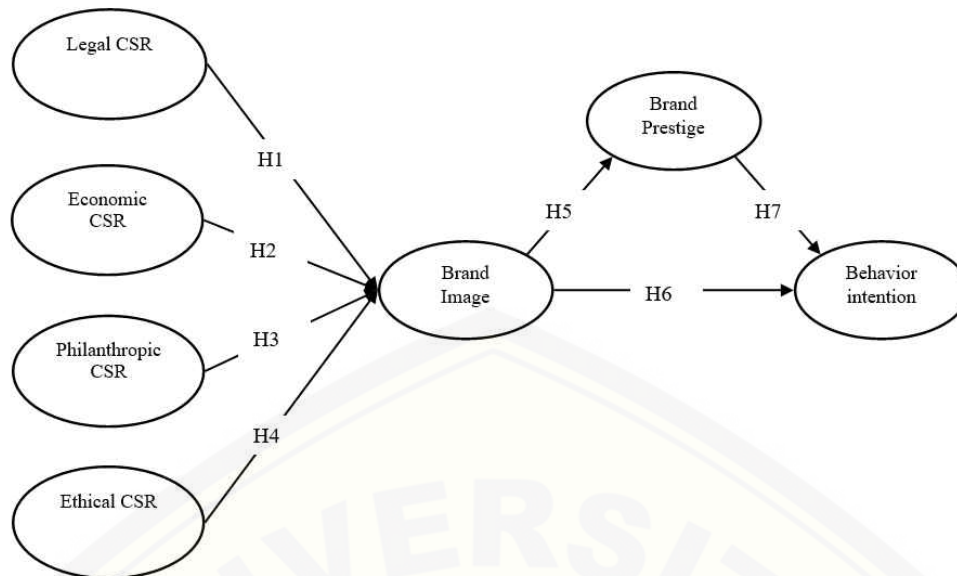 Legal CSR
H1
Economic
CSR
H2
Philanthropic
CSR
H3
Ethical CSR
H4
Brand
Image
H5
Brand
Prestige
H7
H6
Behavior
intention
IVERSIT